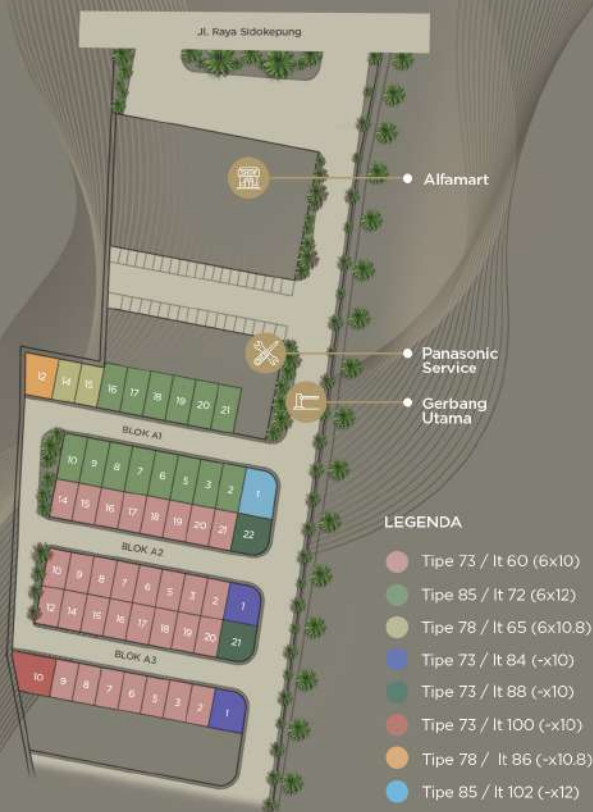 Jl. Raya Sidokepung
Alfamart
Panasonic
Service
Gerbang
Utama
12 14 15 16 17 18 19 20 21
BLOK A1
10 9 8 7 6 5 3 2 1
14 15 16 17 18 19 20 21 22
BLOK A2
10 9 8 7 6 5 3 2 1
12 14 15 16 17 18 19 20 21
BLOK A3
10 9 8 7 6 5 3 2 1
LEGENDA
Tipe 73 / lt 60 (6x10)
Tipe 85 / lt 72 (6x12)
Tipe 78 / lt 65 (6x10.8)
Tipe 73 / lt 84 (-x10)
Tipe 73 / lt 88 (-x10)
Tipe 73 / lt 100 (-x10)
Tipe 78 / lt 86 (-x10.8)
Tipe 85 / lt 102 (-x12)